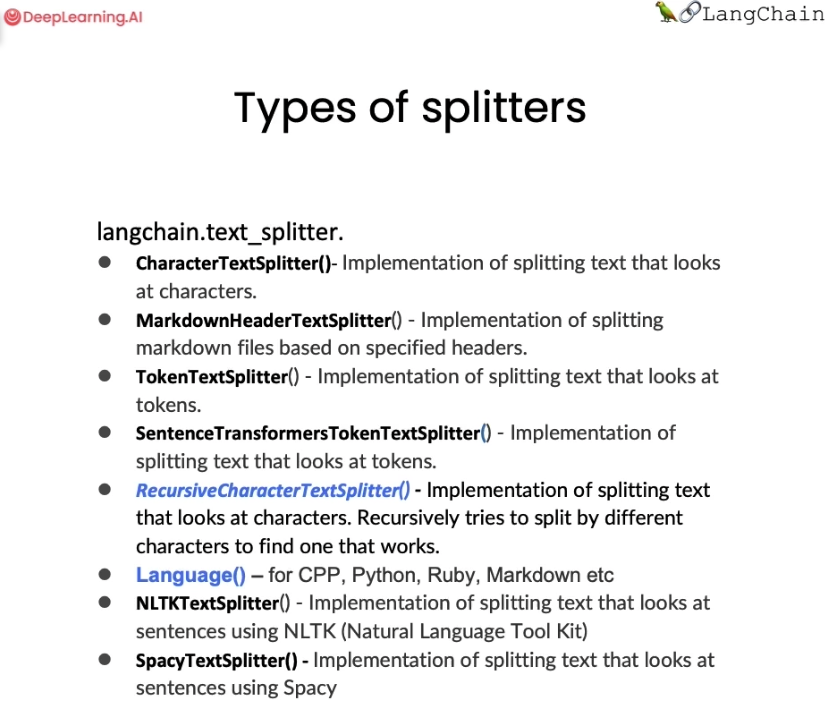 DeepLearning.AI
LangChain
Types of splitters
langchain.text_splitter.
● CharacterTextSplitter()- Implementation of splitting text that looks
at characters.
● MarkdownHeaderTextSplitter() - Implementation of splitting
markdown files based on specified headers.
● TokenTextSplitter() - Implementation of splitting text that looks at
tokens.
● SentenceTransformersTokenTextSplitter() - Implementation of
splitting text that looks at tokens.
● RecursiveCharacterTextSplitter() - Implementation of splitting text
that looks at characters. Recursively tries to split by different
characters to find one that works.
● Language() – for CPP, Python, Ruby, Markdown etc
● NLTKTextSplitter() - Implementation of splitting text that looks at
sentences using NLTK (Natural Language Tool Kit)
● SpacyTextSplitter() - Implementation of splitting text that looks at
sentences using Spacy